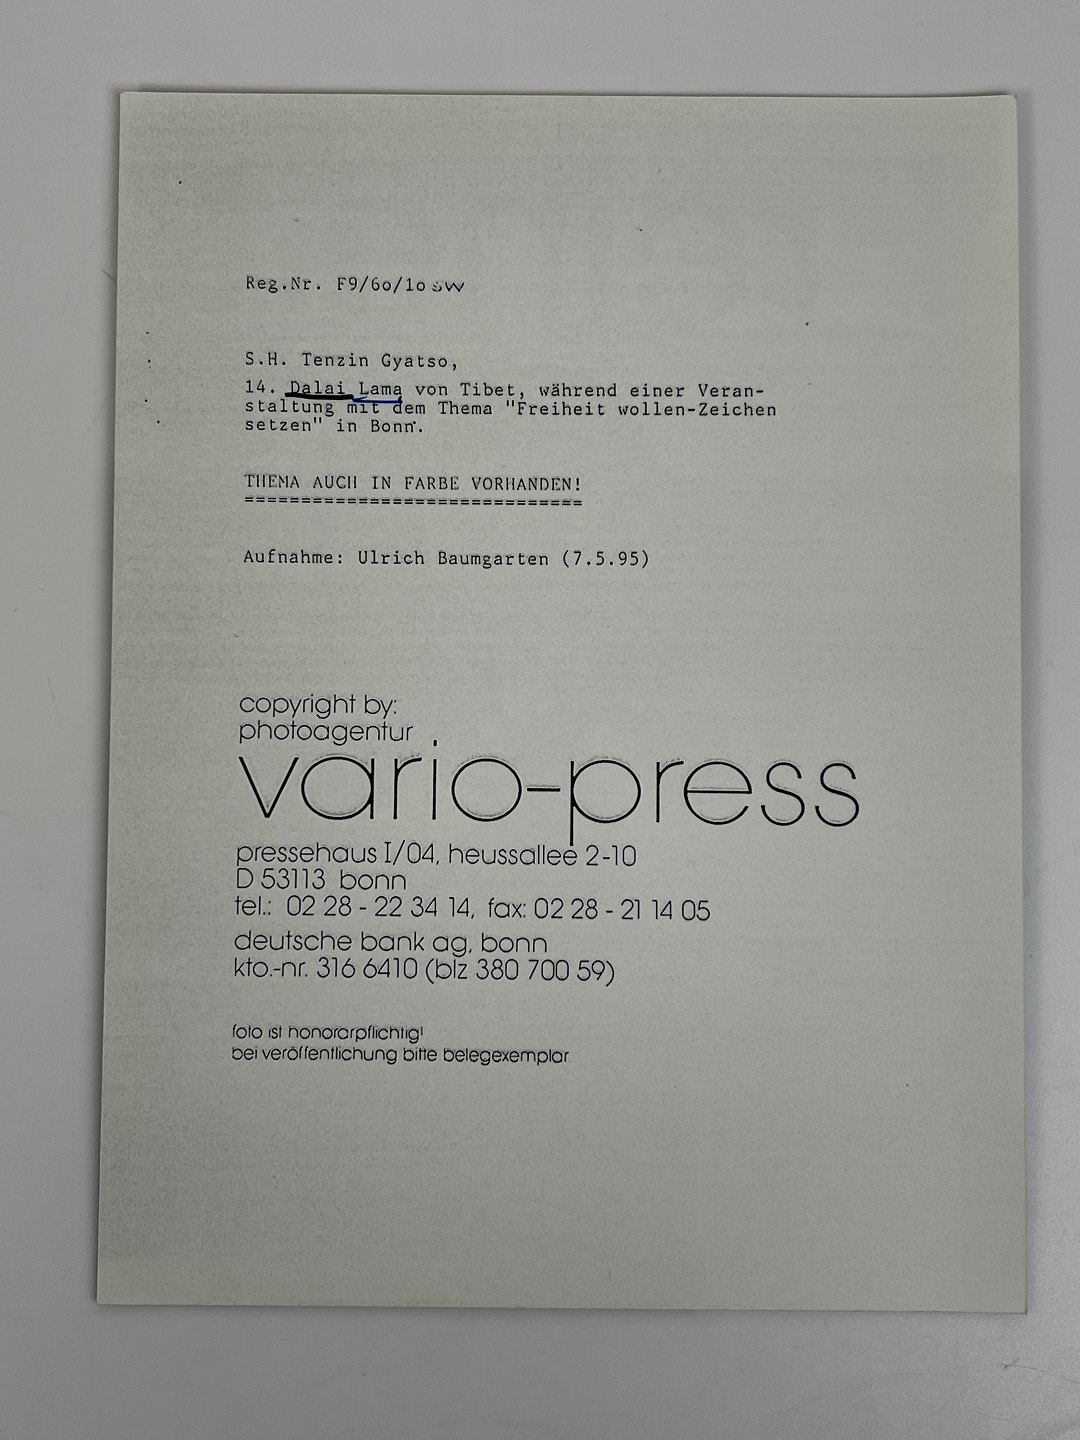 Reg.Nr. F9/6o/1o SW
S.H. Tenzin Gyatso,
14. Dalai Lama von Tibet, während einer Veran-
staltung mit dem Thema "Freiheit wollen-Zeichen
setzen" in Bonn.
THEMA AUCH IN FARBE VORHANDEN!
==============================
Aufnahme: Ulrich Baumgarten (7.5.95)
copyright by:
photoagentur
vario-press
pressehaus I/04, heussallee 2-10
D 53113 bonn
tel.: 02 28 - 22 34 14, fax: 02 28 - 21 14 05
deutsche bank ag, bonn
kto.-nr. 316 6410 (blz 380 700 59)
foto ist honorarpflichtig!
bei veröffentlichung bitte belegexemplar.